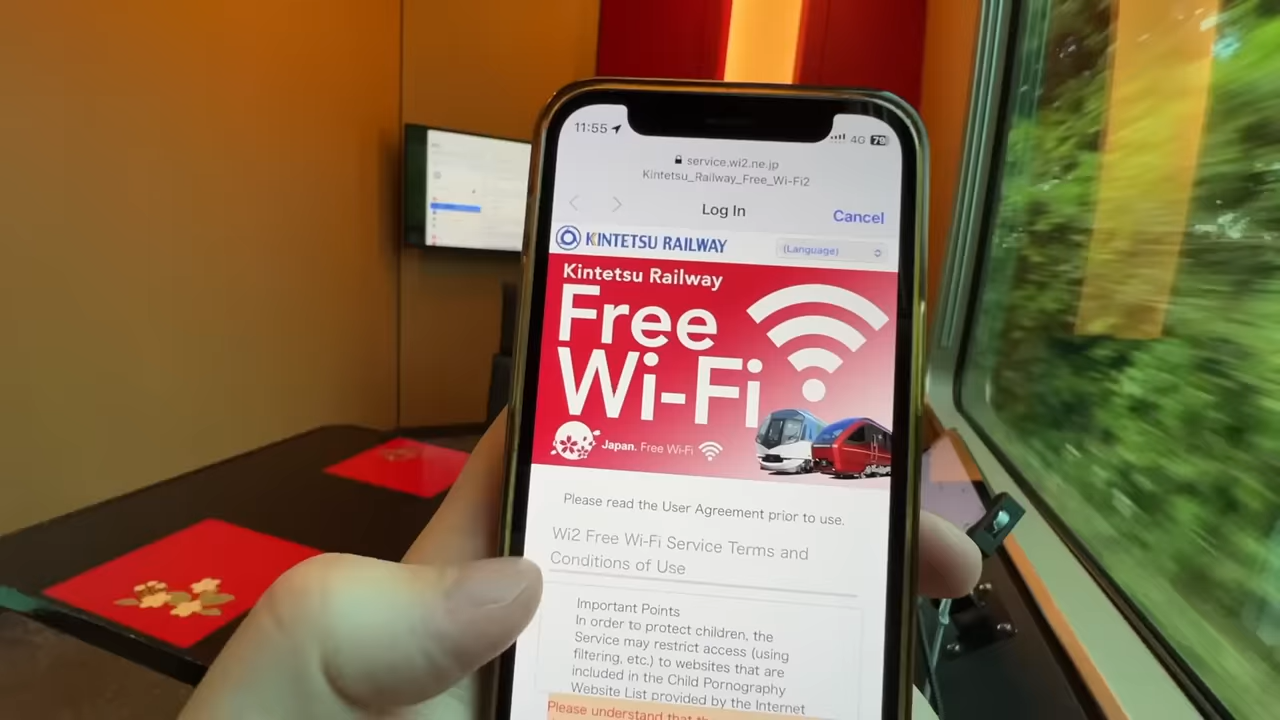 11:55
4G 79
service.wi2.ne.jp
Kintetsu_Railway_Free_Wi-Fi2
Log In
Cancel
KINTETSU RAILWAY
(Language)
Kintetsu Railway
Free
Wi-Fi
Japan. Free Wi-Fi
Please read the User Agreement prior to use.
Wi2 Free Wi-Fi Service Terms and
Conditions of Use
Important Points
In order to protect children, the
Service may restrict access (using
filtering, etc.) to websites that are
included in the Child Pornography
Website List provided by the Internet
Please understand that